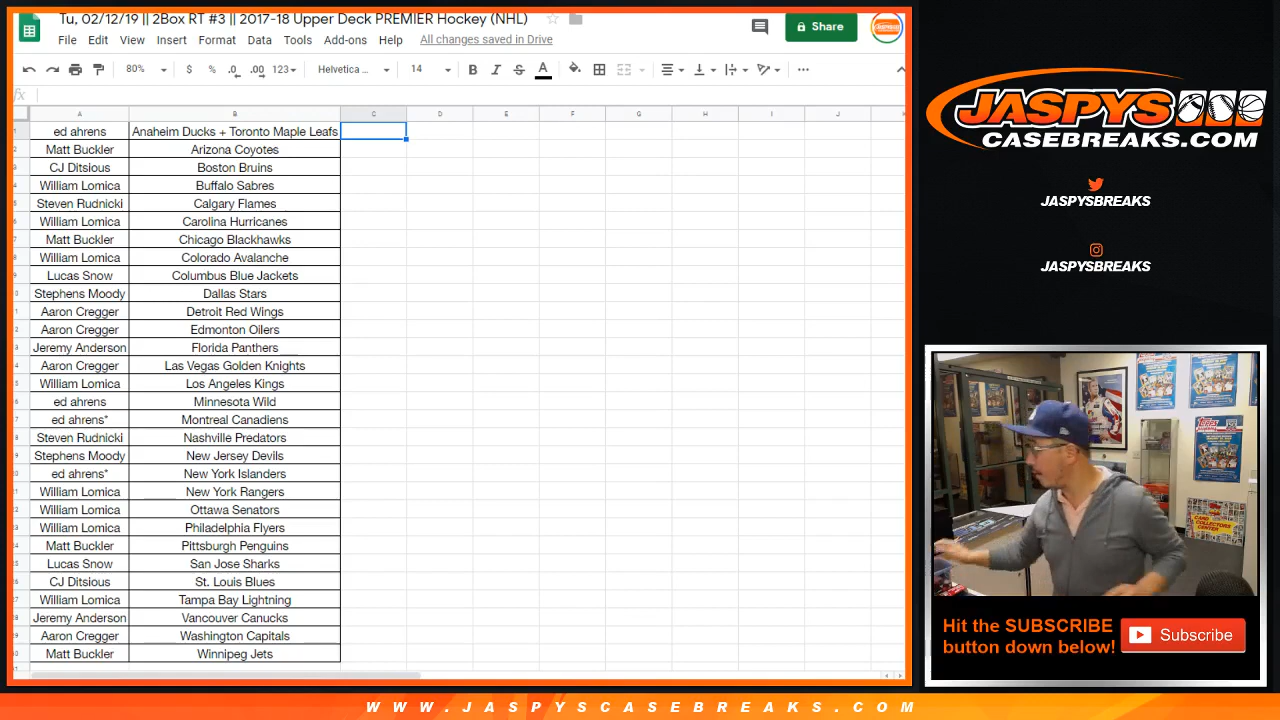 Tu, 02/12/19 || 2Box RT #3 || 2017-18 Upper Deck PREMIER Hockey (NHL)
File Edit View Insert Format Data Tools Add-ons Help All changes saved in Drive
Share
80% $ % .0 .00 123 Helvetica ... 14 B I S A
fx
A B C D E F G H I J K
ed ahrens Anaheim Ducks + Toronto Maple Leafs
Matt Buckler Arizona Coyotes
CJ Ditsious Boston Bruins
William Lomica Buffalo Sabres
Steven Rudnicki Calgary Flames
William Lomica Carolina Hurricanes
Matt Buckler Chicago Blackhawks
William Lomica Colorado Avalanche
Lucas Snow Columbus Blue Jackets
Stephens Moody Dallas Stars
Aaron Cregger Detroit Red Wings
Aaron Cregger Edmonton Oilers
Jeremy Anderson Florida Panthers
Aaron Cregger Las Vegas Golden Knights
William Lomica Los Angeles Kings
ed ahrens Minnesota Wild
ed ahrens* Montreal Canadiens
Steven Rudnicki Nashville Predators
Stephens Moody New Jersey Devils
ed ahrens* New York Islanders
William Lomica New York Rangers
William Lomica Ottawa Senators
William Lomica Philadelphia Flyers
Matt Buckler Pittsburgh Penguins
Lucas Snow San Jose Sharks
CJ Ditsious St. Louis Blues
William Lomica Tampa Bay Lightning
Jeremy Anderson Vancouver Canucks
Aaron Cregger Washington Capitals
Matt Buckler Winnipeg Jets
JASPYS
CASEBREAKS.COM
JASPYSBREAKS
JASPYSBREAKS
topps
CARD
COLLECTORS
CENTER
Hit the SUBSCRIBE
button down below!
Subscribe
WWW.JASPYSCASEBREAKS.COM